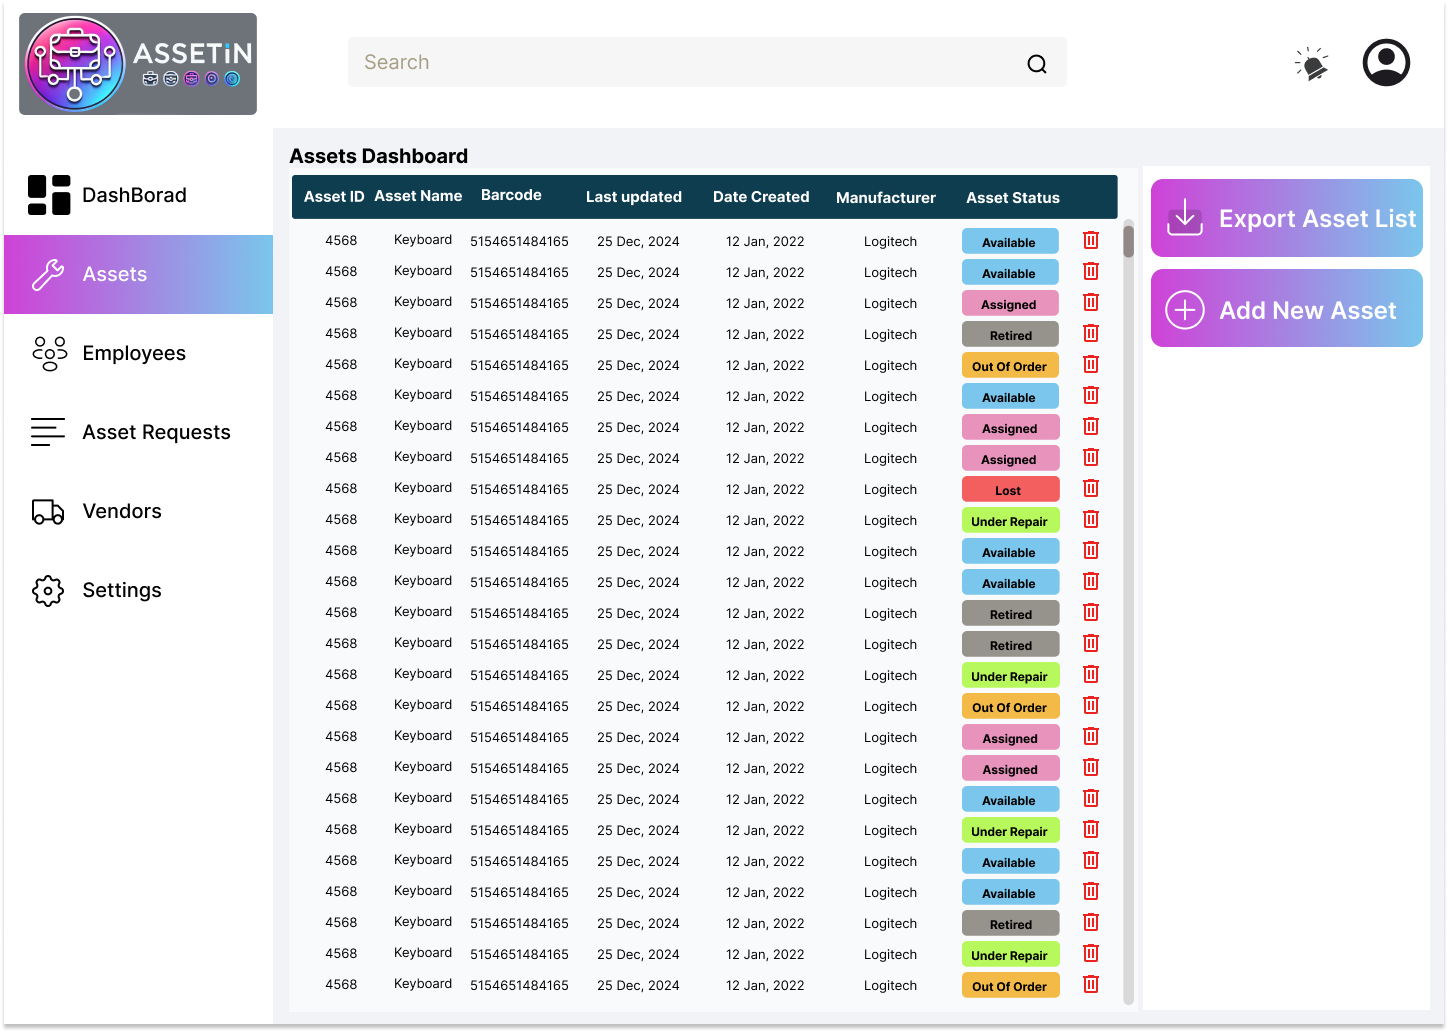 ASSETiN
Search
DashBorad
Assets
Employees
Asset Requests
Vendors
Settings
Assets Dashboard
Asset ID Asset Name Barcode Last updated Date Created Manufacturer Asset Status
4568 Keyboard 5154651484165 25 Dec, 2024 12 Jan, 2022 Logitech Available
4568 Keyboard 5154651484165 25 Dec, 2024 12 Jan, 2022 Logitech Available
4568 Keyboard 5154651484165 25 Dec, 2024 12 Jan, 2022 Logitech Assigned
4568 Keyboard 5154651484165 25 Dec, 2024 12 Jan, 2022 Logitech Retired
4568 Keyboard 5154651484165 25 Dec, 2024 12 Jan, 2022 Logitech Out Of Order
4568 Keyboard 5154651484165 25 Dec, 2024 12 Jan, 2022 Logitech Available
4568 Keyboard 5154651484165 25 Dec, 2024 12 Jan, 2022 Logitech Assigned
4568 Keyboard 5154651484165 25 Dec, 2024 12 Jan, 2022 Logitech Assigned
4568 Keyboard 5154651484165 25 Dec, 2024 12 Jan, 2022 Logitech Lost
4568 Keyboard 5154651484165 25 Dec, 2024 12 Jan, 2022 Logitech Under Repair
4568 Keyboard 5154651484165 25 Dec, 2024 12 Jan, 2022 Logitech Available
4568 Keyboard 5154651484165 25 Dec, 2024 12 Jan, 2022 Logitech Available
4568 Keyboard 5154651484165 25 Dec, 2024 12 Jan, 2022 Logitech Retired
4568 Keyboard 5154651484165 25 Dec, 2024 12 Jan, 2022 Logitech Retired
4568 Keyboard 5154651484165 25 Dec, 2024 12 Jan, 2022 Logitech Under Repair
4568 Keyboard 5154651484165 25 Dec, 2024 12 Jan, 2022 Logitech Out Of Order
4568 Keyboard 5154651484165 25 Dec, 2024 12 Jan, 2022 Logitech Assigned
4568 Keyboard 5154651484165 25 Dec, 2024 12 Jan, 2022 Logitech Assigned
4568 Keyboard 5154651484165 25 Dec, 2024 12 Jan, 2022 Logitech Available
4568 Keyboard 5154651484165 25 Dec, 2024 12 Jan, 2022 Logitech Under Repair
4568 Keyboard 5154651484165 25 Dec, 2024 12 Jan, 2022 Logitech Available
4568 Keyboard 5154651484165 25 Dec, 2024 12 Jan, 2022 Logitech Available
4568 Keyboard 5154651484165 25 Dec, 2024 12 Jan, 2022 Logitech Retired
4568 Keyboard 5154651484165 25 Dec, 2024 12 Jan, 2022 Logitech Under Repair
4568 Keyboard 5154651484165 25 Dec, 2024 12 Jan, 2022 Logitech Out Of Order
Export Asset List
Add New Asset